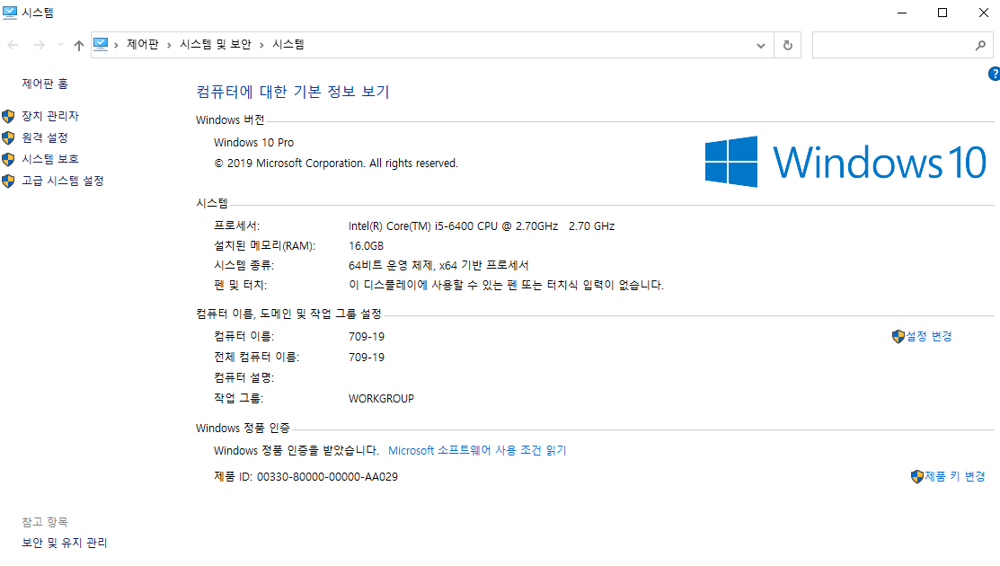 시스템
제어판 › 시스템 및 보안 › 시스템
?
제어판 홈
장치 관리자
원격 설정
시스템 보호
고급 시스템 설정
컴퓨터에 대한 기본 정보 보기
Windows 버전
Windows 10 Pro
© 2019 Microsoft Corporation. All rights reserved.
Windows 10
시스템
프로세서: Intel(R) Core(TM) i5-6400 CPU @ 2.70GHz 2.70 GHz
설치된 메모리(RAM): 16.0GB
시스템 종류: 64비트 운영 체제, x64 기반 프로세서
펜 및 터치: 이 디스플레이에 사용할 수 있는 펜 또는 터치식 입력이 없습니다.
컴퓨터 이름, 도메인 및 작업 그룹 설정
컴퓨터 이름: 709-19 설정 변경
전체 컴퓨터 이름: 709-19
컴퓨터 설명:
작업 그룹: WORKGROUP
Windows 정품 인증
Windows 정품 인증을 받았습니다. Microsoft 소프트웨어 사용 조건 읽기
제품 ID: 00330-80000-00000-AA029 제품 키 변경
참고 항목
보안 및 유지 관리